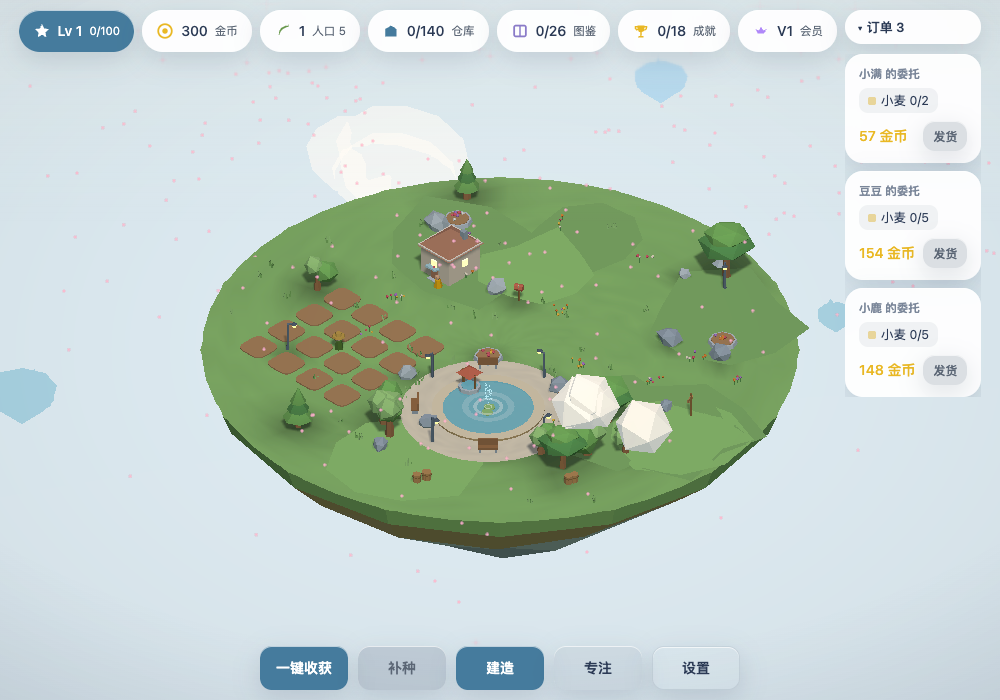 Lv 1 0/100
300 金币
1 人口 5
0/140 仓库
0/26 图鉴
0/18 成就
V1 会员
▾ 订单 3
小满 的委托
小麦 0/2
57 金币 发货
豆豆 的委托
小麦 0/5
154 金币 发货
小鹿 的委托
小麦 0/5
148 金币 发货
一键收获 补种 建造 专注 设置